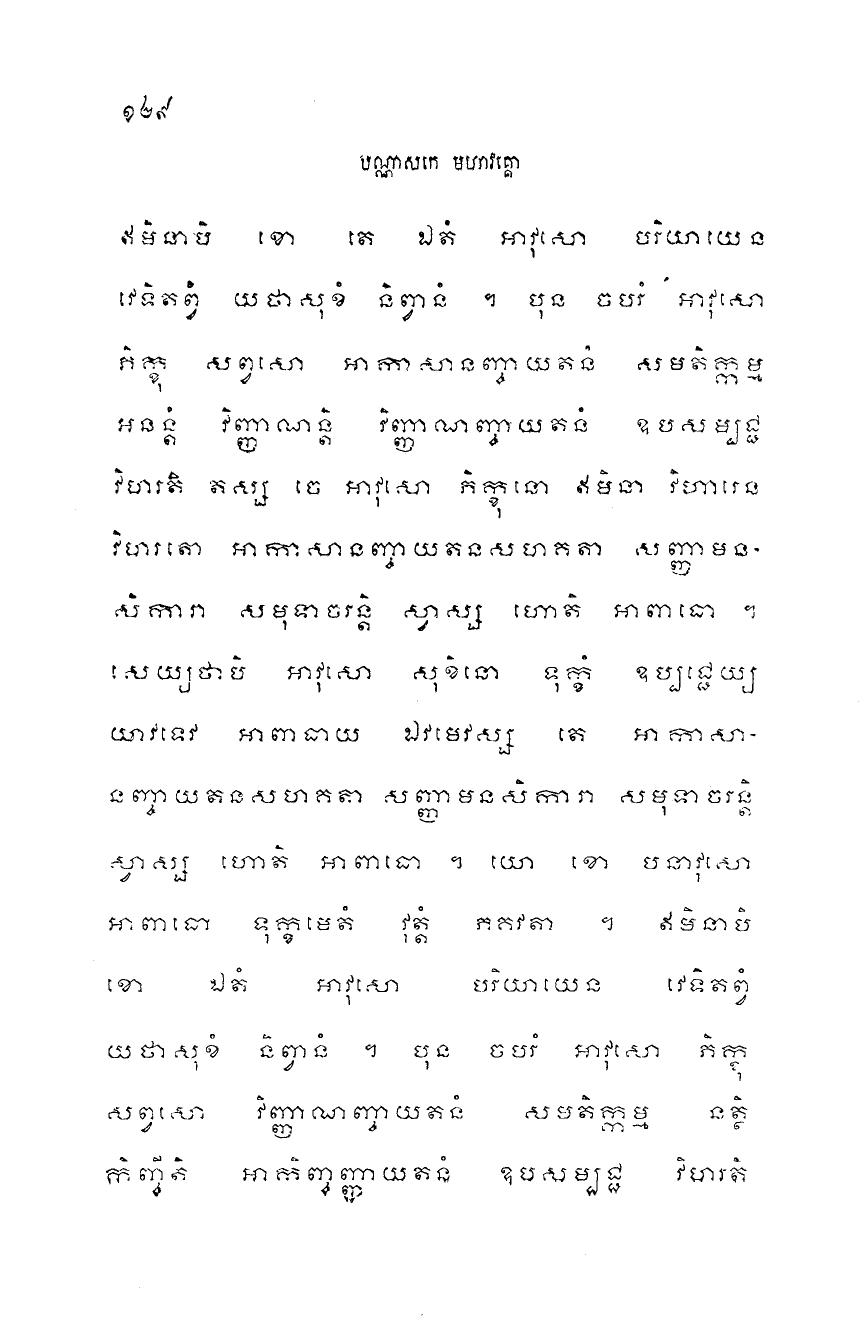 ១២៩
បណ្ណាសកេ មហាវគ្គោ
ឥមិនាបិ ខោ តេ ឯតំ អាវុសោ បរិយាយេន
វេទិតព្វំ យថាសុខំ និព្វានំ ។ បុន ចបរំ អាវុសោ
ភិក្ខុ សព្វសោ អាកាសានញ្ចាយតនំ សមតិក្កម្ម
អនន្តំ វិញ្ញាណន្តិ វិញ្ញាណញ្ចាយតនំ ឧបសម្បជ្ជ
វិហរតិ តស្ស ចេ អាវុសោ ភិក្ខុនោ ឥមិនា វិហារេន
វិហរតោ អាកាសានញ្ចាយតនសហគតា សញ្ញាមន-
សិការា សមុទាចរន្តិ ស្វាស្ស ហោតិ អាពាធោ ។
សេយ្យថាបិ អាវុសោ សុខិនោ ទុក្ខំ ឧប្បជ្ជេយ្យ
យាវទេវ អាពាធាយ ឯវមេវស្ស តេ អាកាសា-
នញ្ចាយតនសហគតា សញ្ញាមនសិការា សមុទាចរន្តិ
ស្វាស្ស ហោតិ អាពាធោ ។ យោ ខោ បនាវុសោ
អាពាធោ ទុក្ខមេតំ វុត្តំ ភគវតា ។ ឥមិនាបិ
ខោ ឯតំ អាវុសោ បរិយាយេន វេទិតព្វំ
យថាសុខំ និព្វានំ ។ បុន ចបរំ អាវុសោ ភិក្ខុ
សព្វសោ វិញ្ញាណញ្ចាយតនំ សមតិក្កម្ម នត្ថិ
កិញ្ចីតិ អាកិញ្ចញ្ញាយតនំ ឧបសម្បជ្ជ វិហរតិ